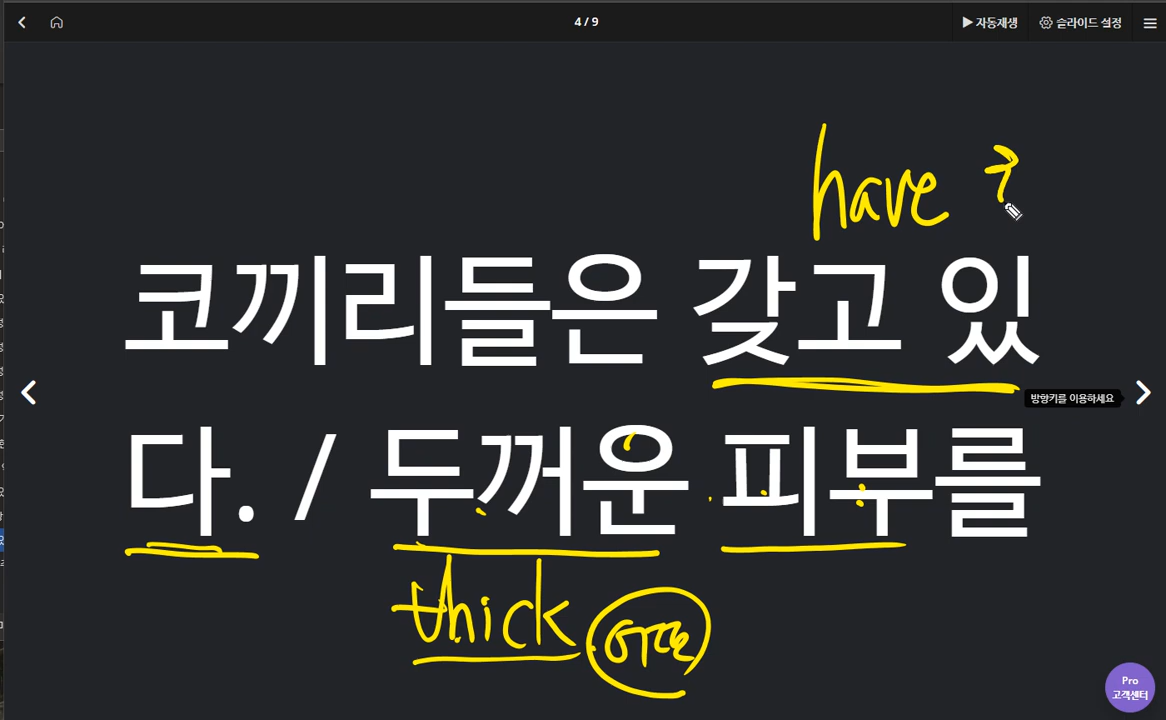 4 / 9
▶ 자동재생
슬라이드 설정
have ?
코끼리들은 갖고 있
방향키를 이용하세요
다. / 두꺼운 피부를
thick
Pro
고객센터